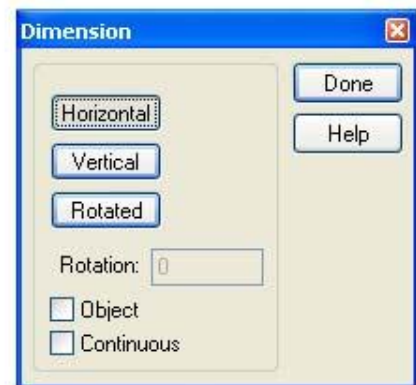 Dimension
Horizontal
Vertical
Rotated
Rotation: 0
Object
Continuous
Done
Help